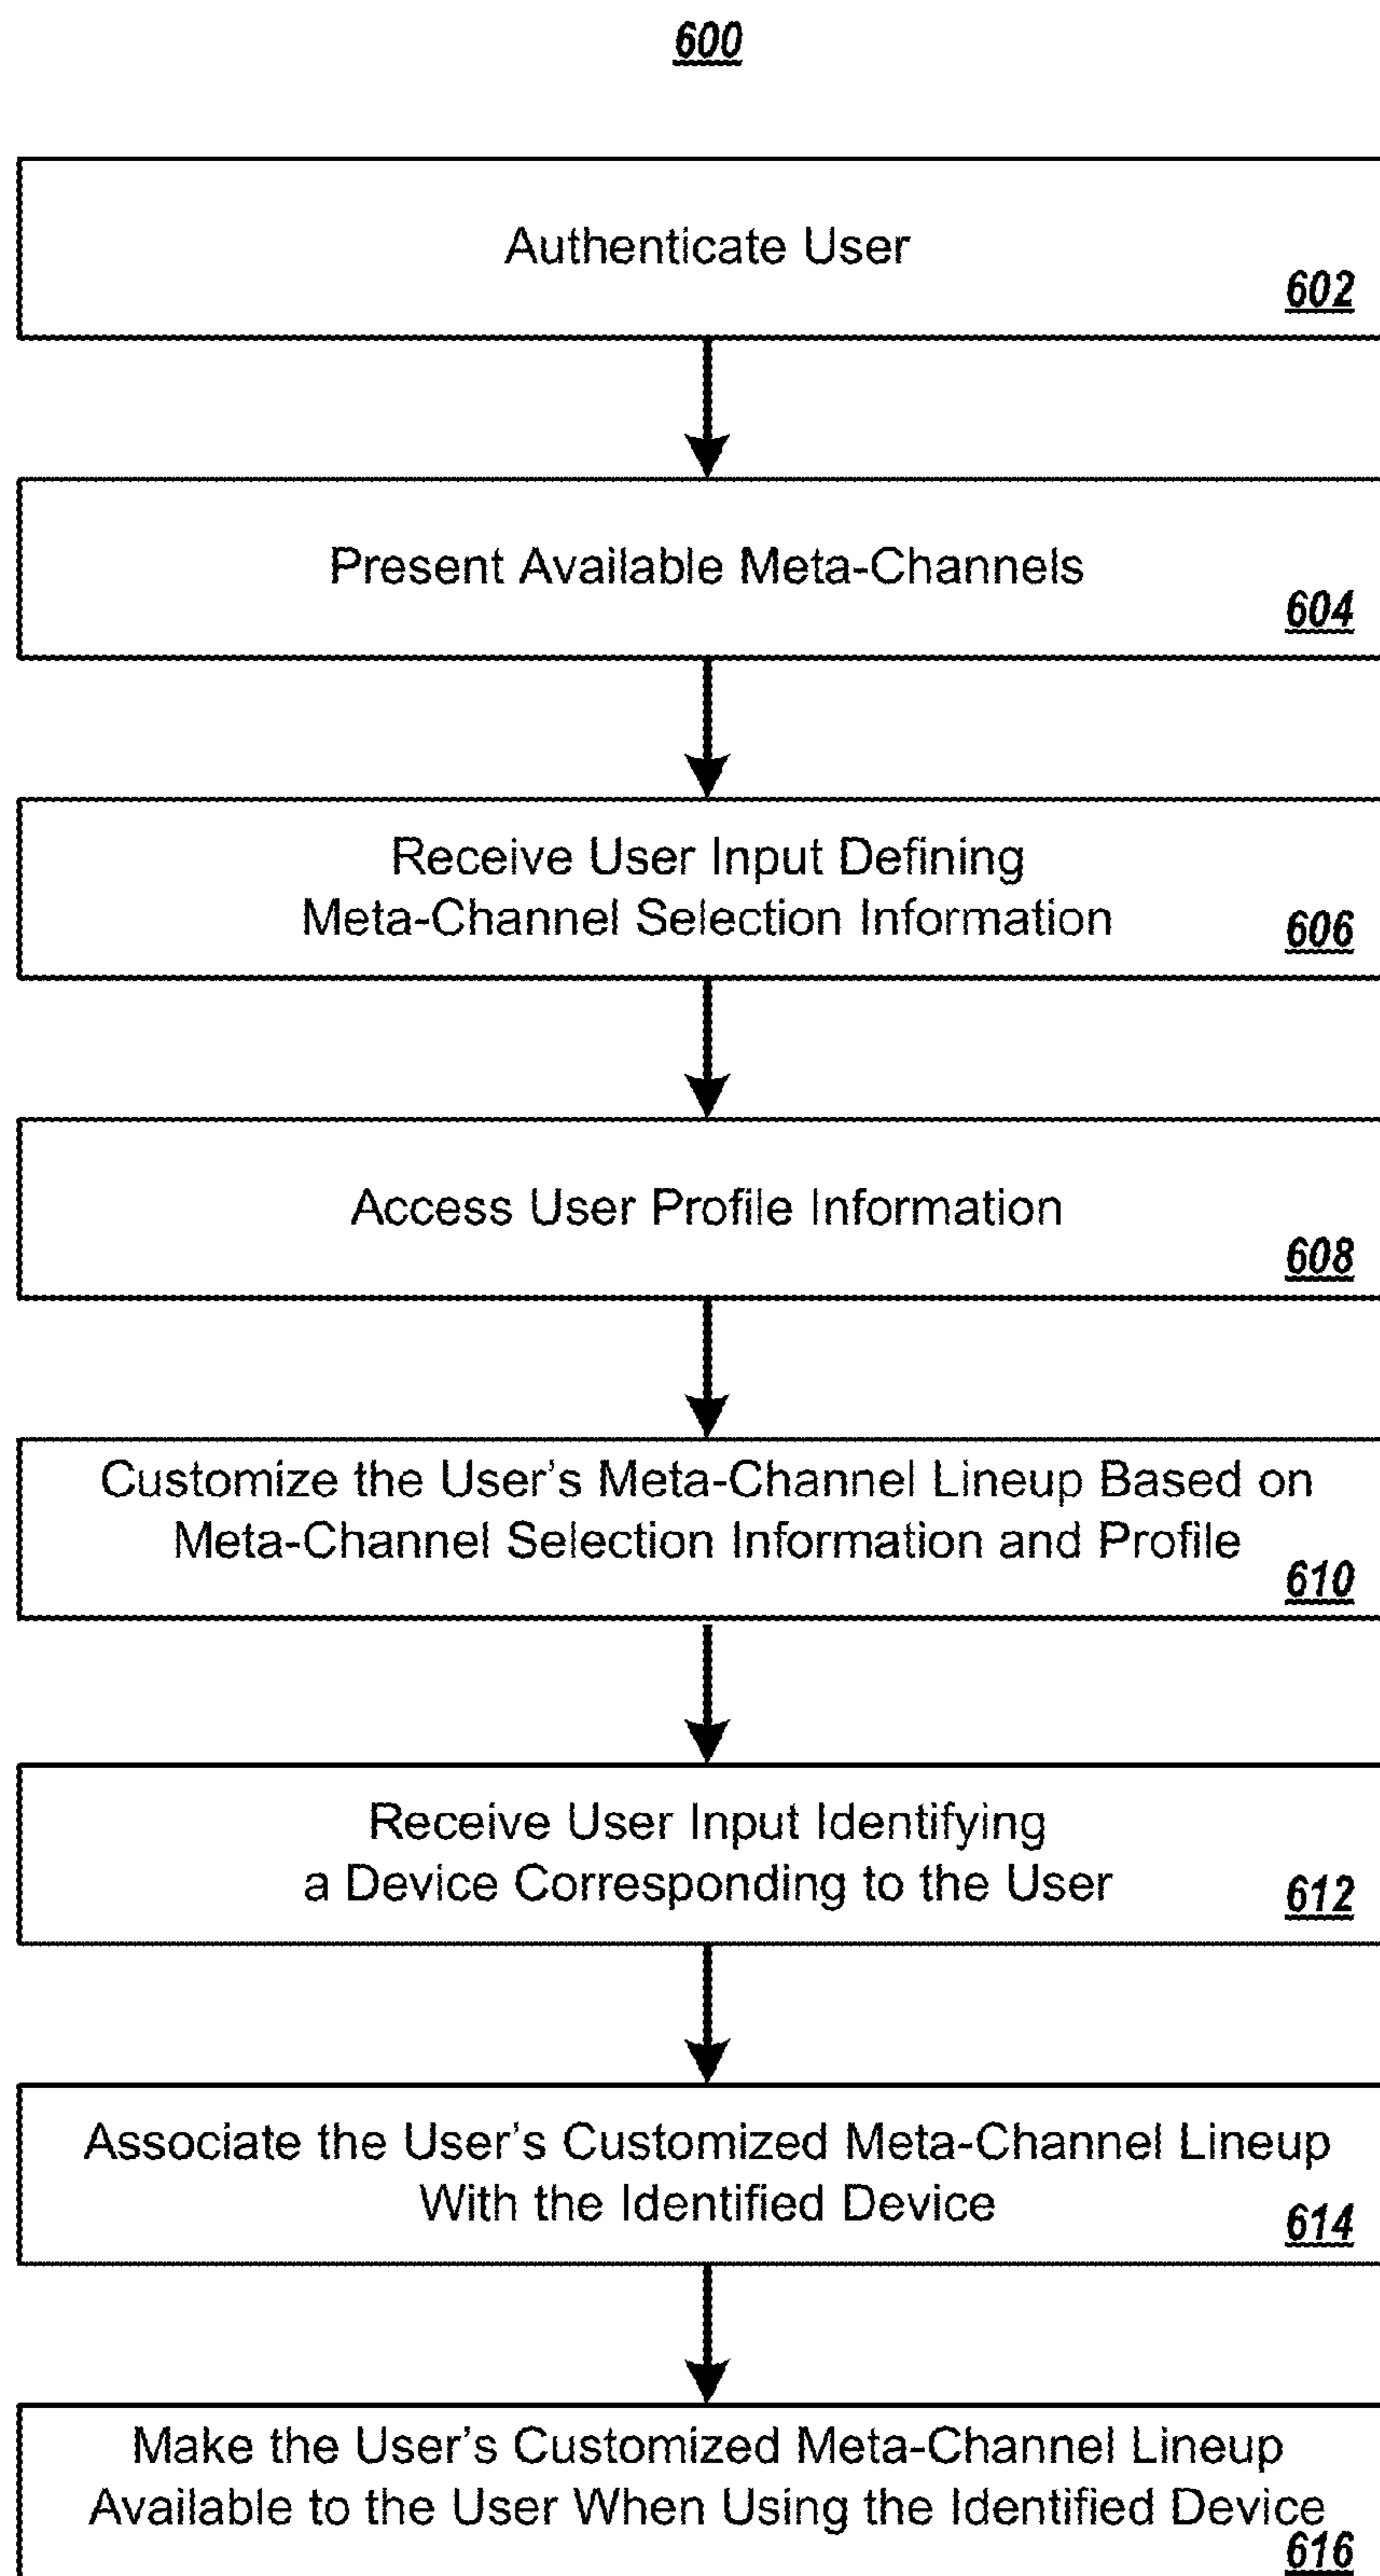 600
Authenticate User
602
Present Available Meta-Channels
604
Receive User Input Defining
Meta-Channel Selection Information
606
Access User Profile Information
608
Customize the User's Meta-Channel Lineup Based on
Meta-Channel Selection Information and Profile
610
Receive User Input Identifying
a Device Corresponding to the User
612
Associate the User's Customized Meta-Channel Lineup
With the Identified Device
614
Make the User's Customized Meta-Channel Lineup
Available to the User When Using the Identified Device
616